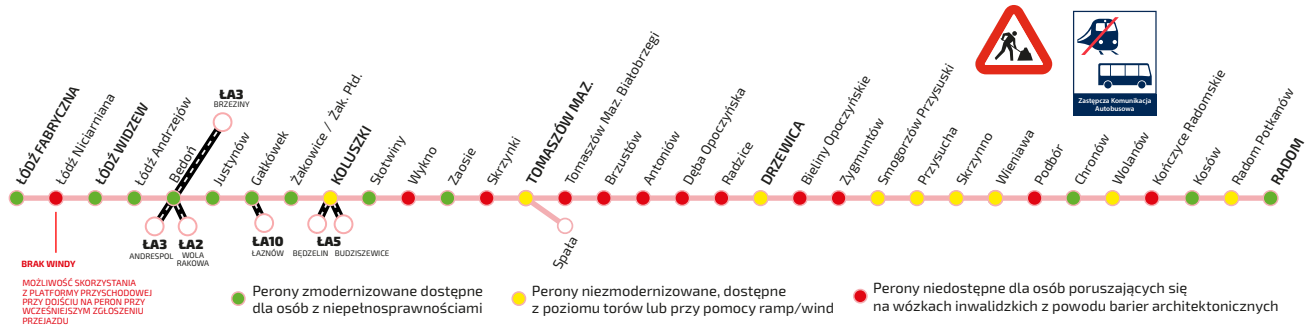 ŁÓDŹ FABRYCZNA
Łódź Niciarniana
ŁÓDŹ WIDZEW
Łódź Andrzejów
Bedoń
Justynów
Gałkówek
Żakowice / Żak. Płd.
KOLUSZKI
Słotwiny
Wykno
Zaosie
Skrzynki
TOMASZÓW MAZ.
Tomaszów Maz. Białobrzegi
Brzustów
Antoniów
Dęba Opoczyńska
Radzice
DRZEWICA
Bieliny Opoczyńskie
Zygmuntów
Smogorzów Przysuski
Przysucha
Skrzynno
Wieniawa
Podbór
Chronów
Wolanów
Kończyce Radomskie
Kosów
Radom Potkanów
RADOM
ŁA3
BRZEZINY
ŁA3
ANDRESPOL
ŁA2
WOLA
RAKOWA
ŁA10
ŁAZNÓW
ŁA5
BĘDZELIN
BUDZISZEWICE
Spała
Zastępcza Komunikacja
Autobusowa
BRAK WINDY
MOŻLIWOŚĆ SKORZYSTANIA
Z PLATFORMY PRZYSCHODOWEJ
PRZY DOJŚCIU NA PERON PRZY
WCZEŚNIEJSZYM ZGŁOSZENIU
PRZEJAZDU
Perony zmodernizowane dostępne
dla osób z niepełnosprawnościami
Perony niezmodernizowane, dostępne
z poziomu torów lub przy pomocy ramp/wind
Perony niedostępne dla osób poruszających się
na wózkach inwalidzkich z powodu barier architektonicznych